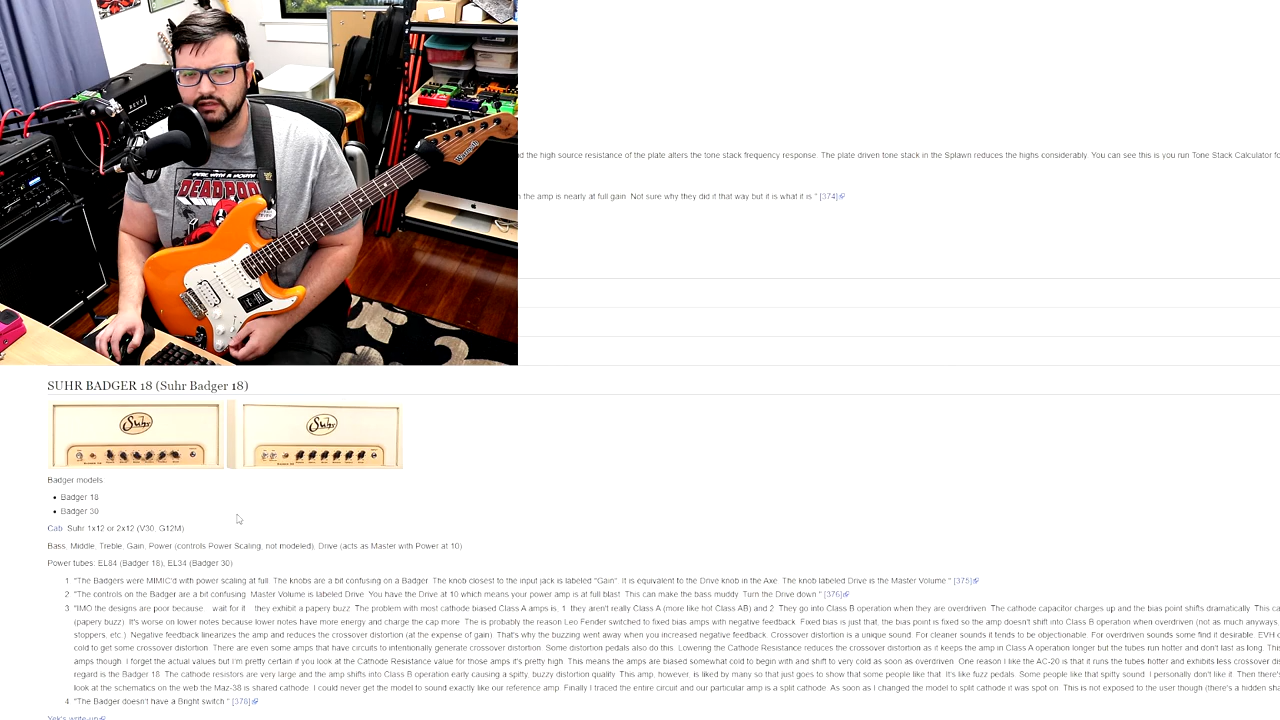 REVV
HERE WITH A MOUTH
DEADPOOL
d the high source resistance of the plate alters the tone stack frequency response. The plate driven tone stack in the Splawn reduces the highs considerably. You can see this is you run Tone Stack Calculator fo
n the amp is nearly at full gain. Not sure why they did it that way but it is what it is." [374]
SUHR BADGER 18 (Suhr Badger 18)
Suhr Suhr
Badger models
• Badger 18
• Badger 30
Cab: Suhr 1x12 or 2x12 (V30, G12M)
Bass, Middle, Treble, Gain, Power (controls Power Scaling, not modeled), Drive (acts as Master with Power at 10)
Power tubes: EL84 (Badger 18), EL34 (Badger 30)
1. "The Badgers were MIMIC'd with power scaling at full. The knobs are a bit confusing on a Badger. The knob closest to the input jack is labeled "Gain". It is equivalent to the Drive knob in the Axe. The knob labeled Drive is the Master Volume." [375]
2. "The controls on the Badger are a bit confusing. Master Volume is labeled Drive. You have the Drive at 10 which means your power amp is at full blast. This can make the bass muddy. Turn the Drive down." [376]
3. "IMO the designs are poor because... wait for it... they exhibit a papery buzz. The problem with most cathode biased Class A amps is, 1. they aren't really Class A (more like hot Class AB) and 2. They go into Class B operation when they are overdriven. The cathode capacitor charges up and the bias point shifts dramatically. This ca
(papery buzz). It's worse on lower notes because lower notes have more energy and charge the cap more. The is probably the reason Leo Fender switched to fixed bias amps with negative feedback. Fixed bias is just that, the bias point is fixed so the amp doesn't shift into Class B operation when overdriven (not as much anyways.
stoppers, etc.). Negative feedback linearizes the amp and reduces the crossover distortion (at the expense of gain). That's why the buzzing went away when you increased negative feedback. Crossover distortion is a unique sound. For cleaner sounds it tends to be objectionable. For overdriven sounds some find it desirable. EVH c
cold to get some crossover distortion. There are even some amps that have circuits to intentionally generate crossover distortion. Some distortion pedals also do this. Lowering the Cathode Resistance reduces the crossover distortion as it keeps the amp in Class A operation longer but the tubes run hotter and don't last as long. This
amps though. I forget the actual values but I'm pretty certain if you look at the Cathode Resistance value for those amps it's pretty high. This means the amps are biased somewhat cold to begin with and shift to very cold as soon as overdriven. One reason I like the AC-20 is that it runs the tubes hotter and exhibits less crossover dis
regard is the Badger 18. The cathode resistors are very large and the amp shifts into Class B operation early causing a spitty, buzzy distortion quality. This amp, however, is liked by many so that just goes to show that some people like that. It's like fuzz pedals. Some people like that spitty sound. I personally don't like it. Then there's
look at the schematics on the web the Maz-38 is shared cathode. I could never get the model to sound exactly like our reference amp. Finally I traced the entire circuit and our particular amp is a split cathode. As soon as I changed the model to split cathode it was spot on. This is not exposed to the user though (there's a hidden sha
4. "The Badger doesn't have a Bright switch." [378]
Yek's write-up